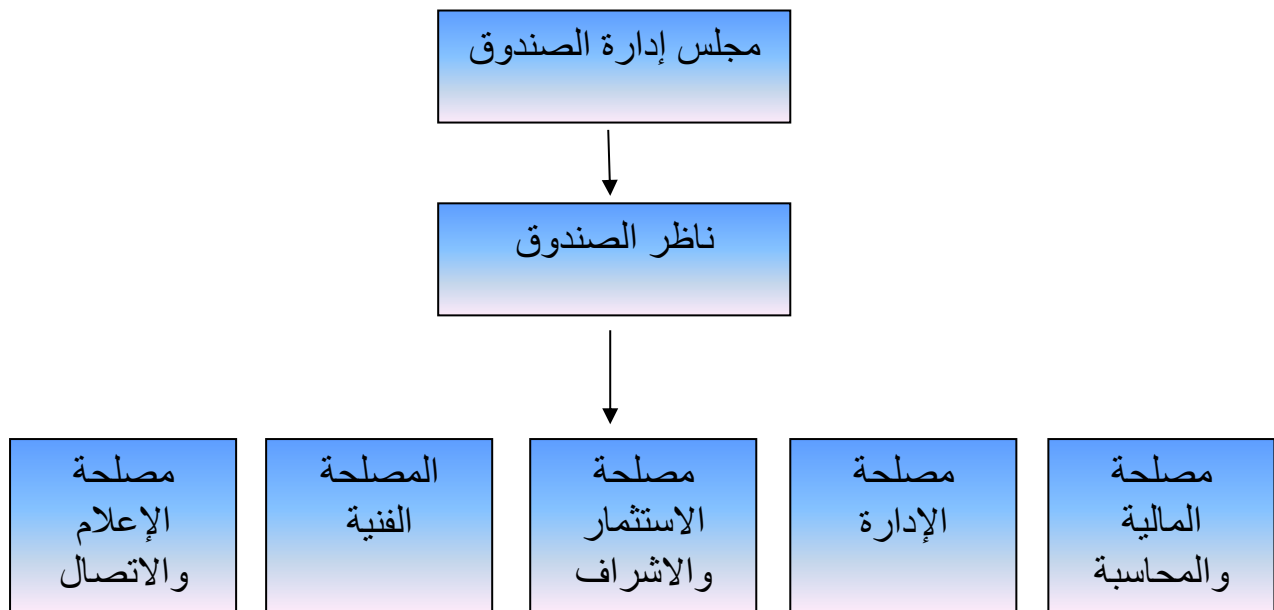 مجلس إدارة الصندوق
ناظر الصندوق
مصلحة
المالية
والمحاسبة
مصلحة
الإدارة
مصلحة
الاستثمار
والاشراف
المصلحة
الفنية
مصلحة
الإعلام
والاتصال